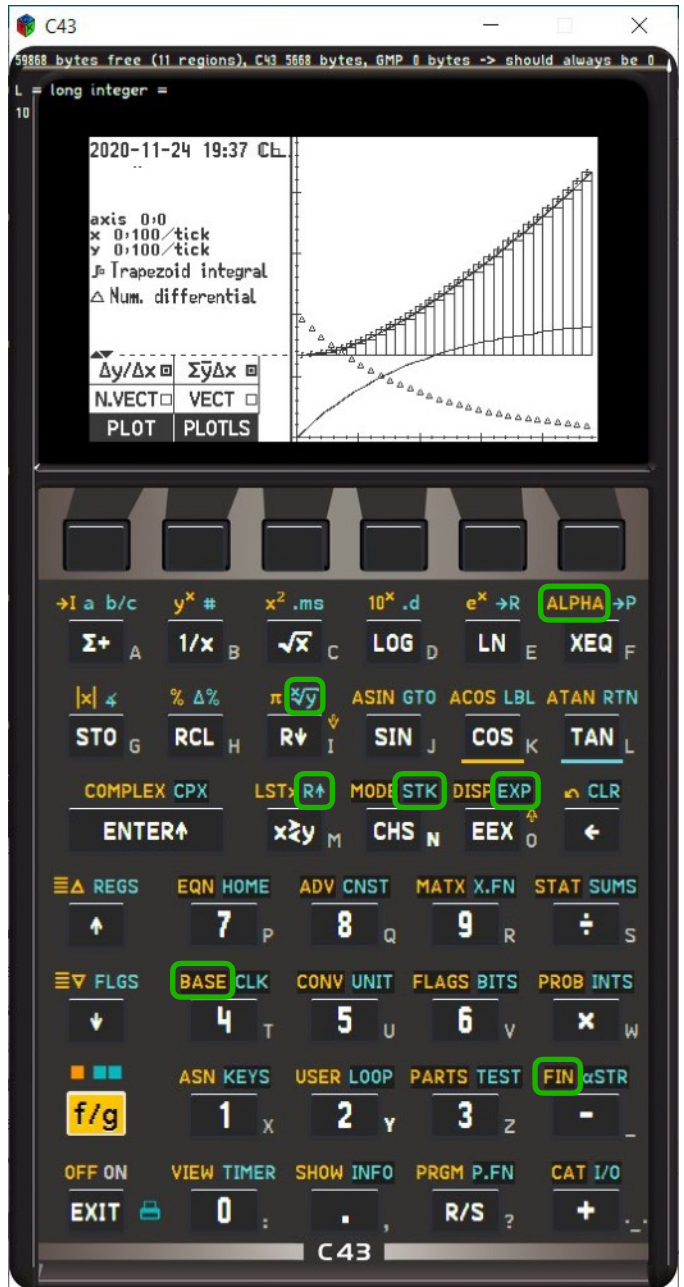 C43
59868 bytes free (11 regions), C43 5668 bytes, GMP 0 bytes -> should always be 0
L = long integer =
10
2020-11-24 19:37
axis 0,0
x 0,100/tick
y 0,100/tick
Trapezoid integral
△ Num. differential
Δy/Δx Σy̅Δx
N.VECT VECT
PLOT PLOTLS
→I a b/c yˣ # x² .ms 10ˣ .d eˣ →R ALPHA →P
Σ+ A 1/x B √x C LOG D LN E XEQ F
|x| ∡ % Δ% π ˣ√y ASIN GTO ACOS LBL ATAN RTN
STO G RCL H R↓ I SIN J COS K TAN L
COMPLEX CPX LSTx R↑ MODE STK DISP EXP CLR
ENTER↑ x≷y M CHS N EEX O ←
REGS EQN HOME ADV CNST MATX X.FN STAT SUMS
↑ 7 P 8 Q 9 R ÷ S
FLGS BASE CLK CONV UNIT FLAGS BITS PROB INTS
↓ 4 T 5 U 6 V × W
ASN KEYS USER LOOP PARTS TEST FIN αSTR
f/g 1 X 2 Y 3 Z − _
OFF ON VIEW TIMER SHOW INFO PRGM P.FN CAT I/O
EXIT 0 : . , R/S ? +
C43